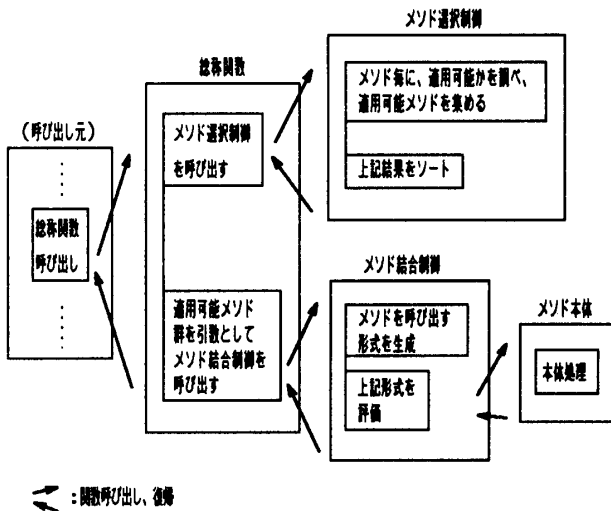 メソド選択制御
総称関数
メソド毎に、適用可能かを調べ、
適用可能メソドを集める
(呼び出し元)
メソド選択制御
を呼び出す
上記結果をソート
総称関数
呼び出し
メソド結合制御
適用可能メソド
群を引数として
メソド結合制御を
呼び出す
メソドを呼び出す
形式を生成
メソド本体
本体処理
上記形式を
評価
:関数呼び出し、復帰